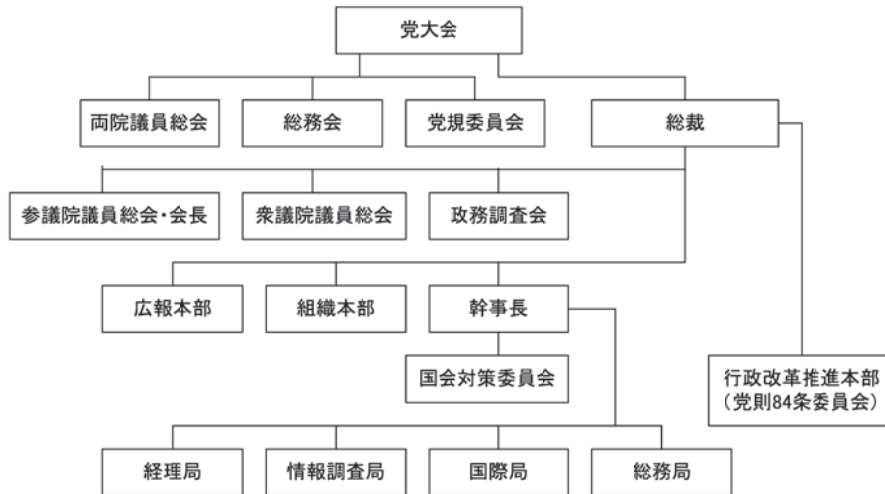 党大会
両院議員総会
総務会
党規委員会
総裁
参議院議員総会・会長
衆議院議員総会
政務調査会
広報本部
組織本部
幹事長
国会対策委員会
行政改革推進本部
（党則84条委員会）
経理局
情報調査局
国際局
総務局